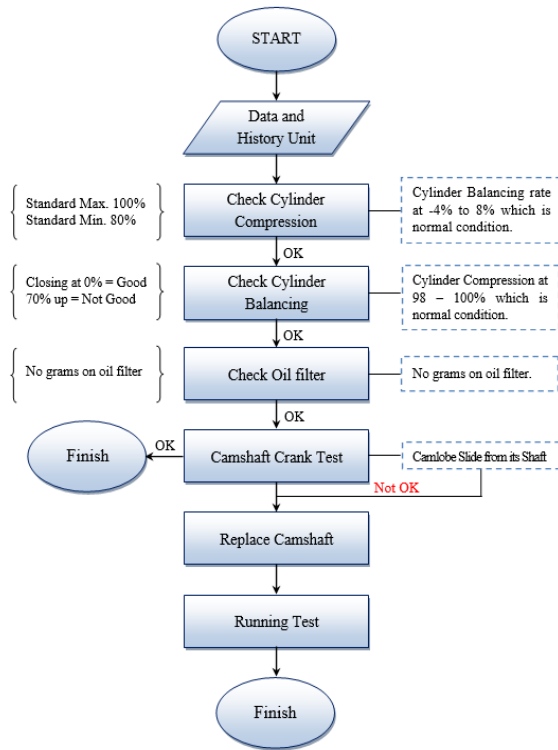 START
Data and
History Unit
Standard Max. 100%
Standard Min. 80%
Check Cylinder
Compression
Cylinder Balancing rate
at -4% to 8% which is
normal condition.
OK
Closing at 0% = Good
70% up = Not Good
Check Cylinder
Balancing
Cylinder Compression at
98 – 100% which is
normal condition.
OK
No grams on oil filter
Check Oil filter
No grams on oil filter.
OK
Finish
OK
Camshaft Crank Test
Camlobe Slide from its Shaft
Not OK
Replace Camshaft
Running Test
Finish